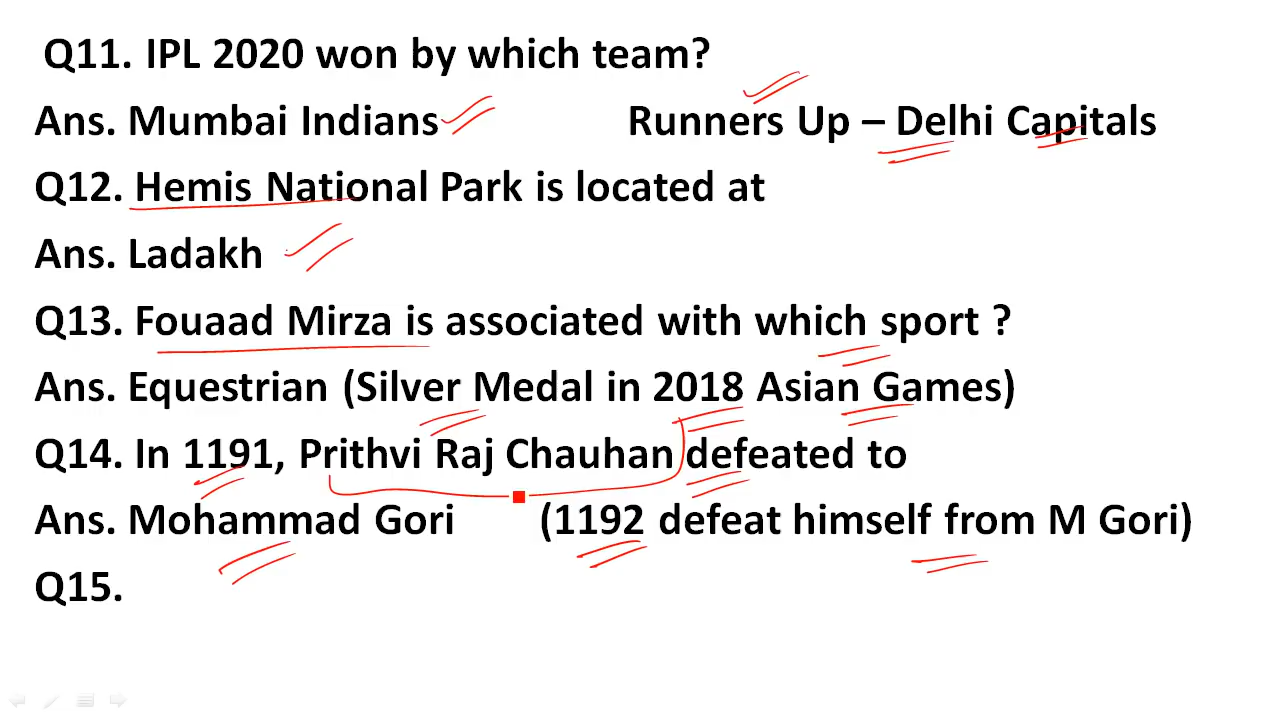 Q11. IPL 2020 won by which team?
Ans. Mumbai Indians Runners Up – Delhi Capitals
Q12. Hemis National Park is located at
Ans. Ladakh
Q13. Fouaad Mirza is associated with which sport ?
Ans. Equestrian (Silver Medal in 2018 Asian Games)
Q14. In 1191, Prithvi Raj Chauhan defeated to
Ans. Mohammad Gori (1192 defeat himself from M Gori)
Q15.